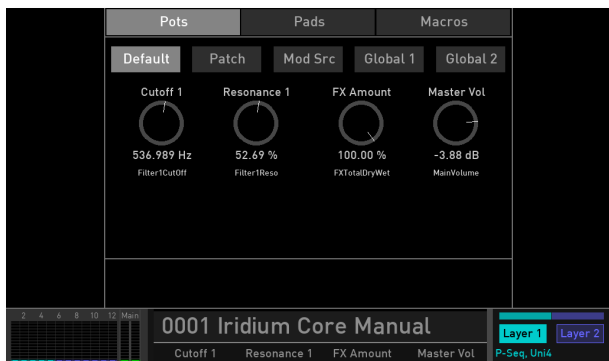 Pots Pads Macros
Default Patch Mod Src Global 1 Global 2
Cutoff 1 Resonance 1 FX Amount Master Vol
536.989 Hz 52.69 % 100.00 % -3.88 dB
Filter1CutOff Filter1Reso FXTotalDryWet MainVolume
2 4 6 8 10 12 Main
0001 Iridium Core Manual
Layer 1 Layer 2
Cutoff 1 Resonance 1 FX Amount Master Vol
P-Seq, Uni4